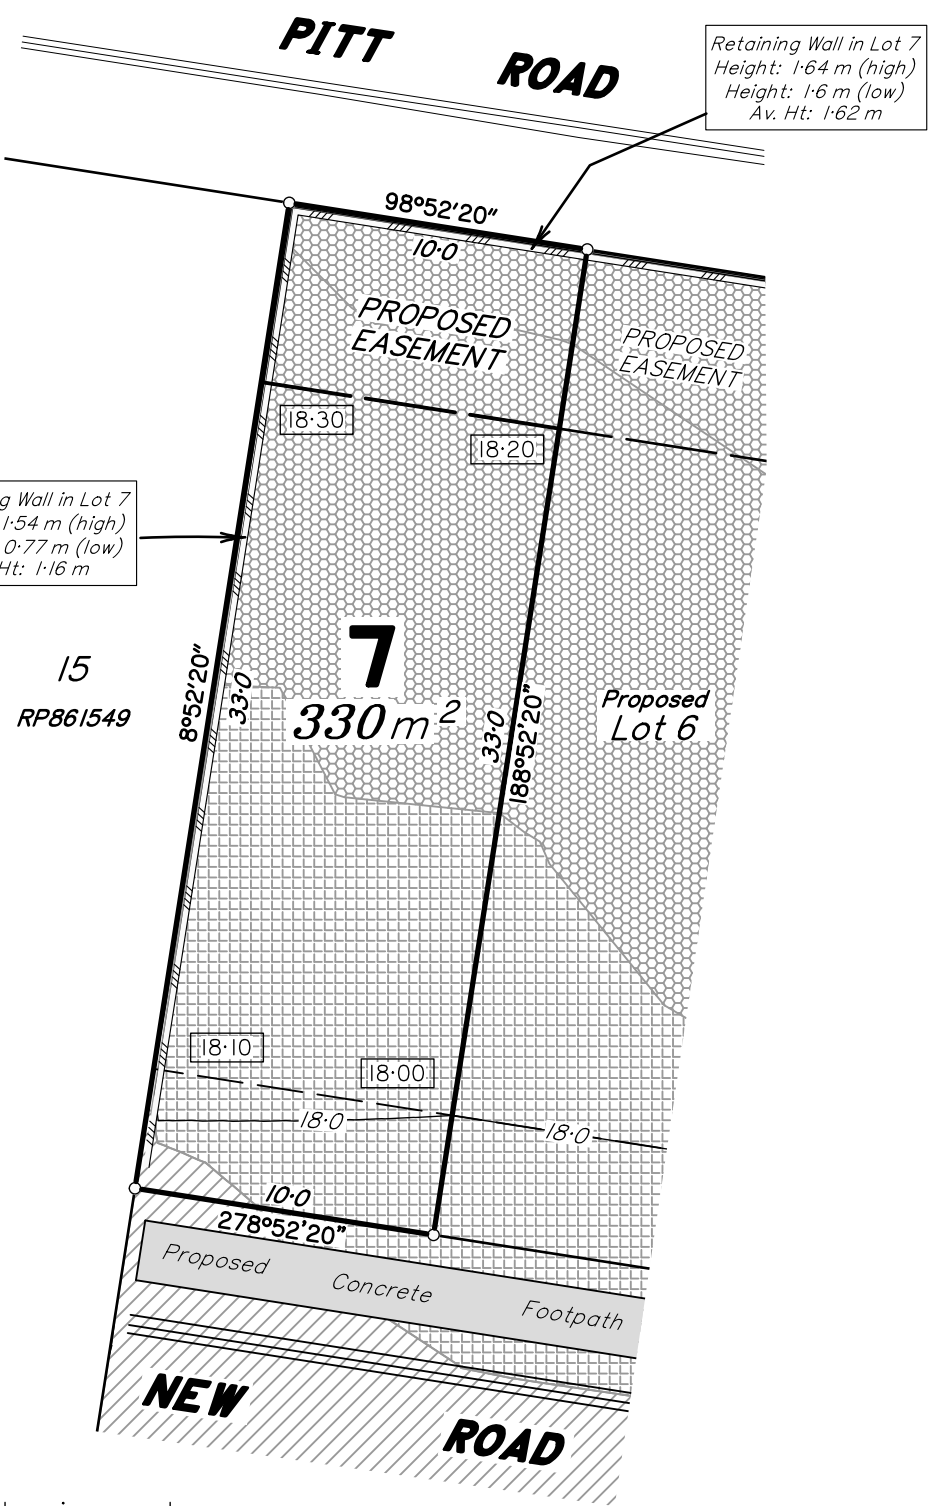 PITT ROAD
Retaining Wall in Lot 7
Height: 1·64 m (high)
Height: 1·6 m (low)
Av. Ht: 1·62 m
98°52'20"
10·0
PROPOSED
EASEMENT
PROPOSED
EASEMENT
18·30
18·20
Wall in Lot 7
1·54 m (high)
0·77 m (low)
Ht: 1·16 m
7
330 m²
15
RP861549
8°52'20"
33·0
33·0
188°52'20"
Proposed
Lot 6
18·10
18·00
18·0
18·0
10·0
278°52'20"
Proposed Concrete Footpath
NEW ROAD